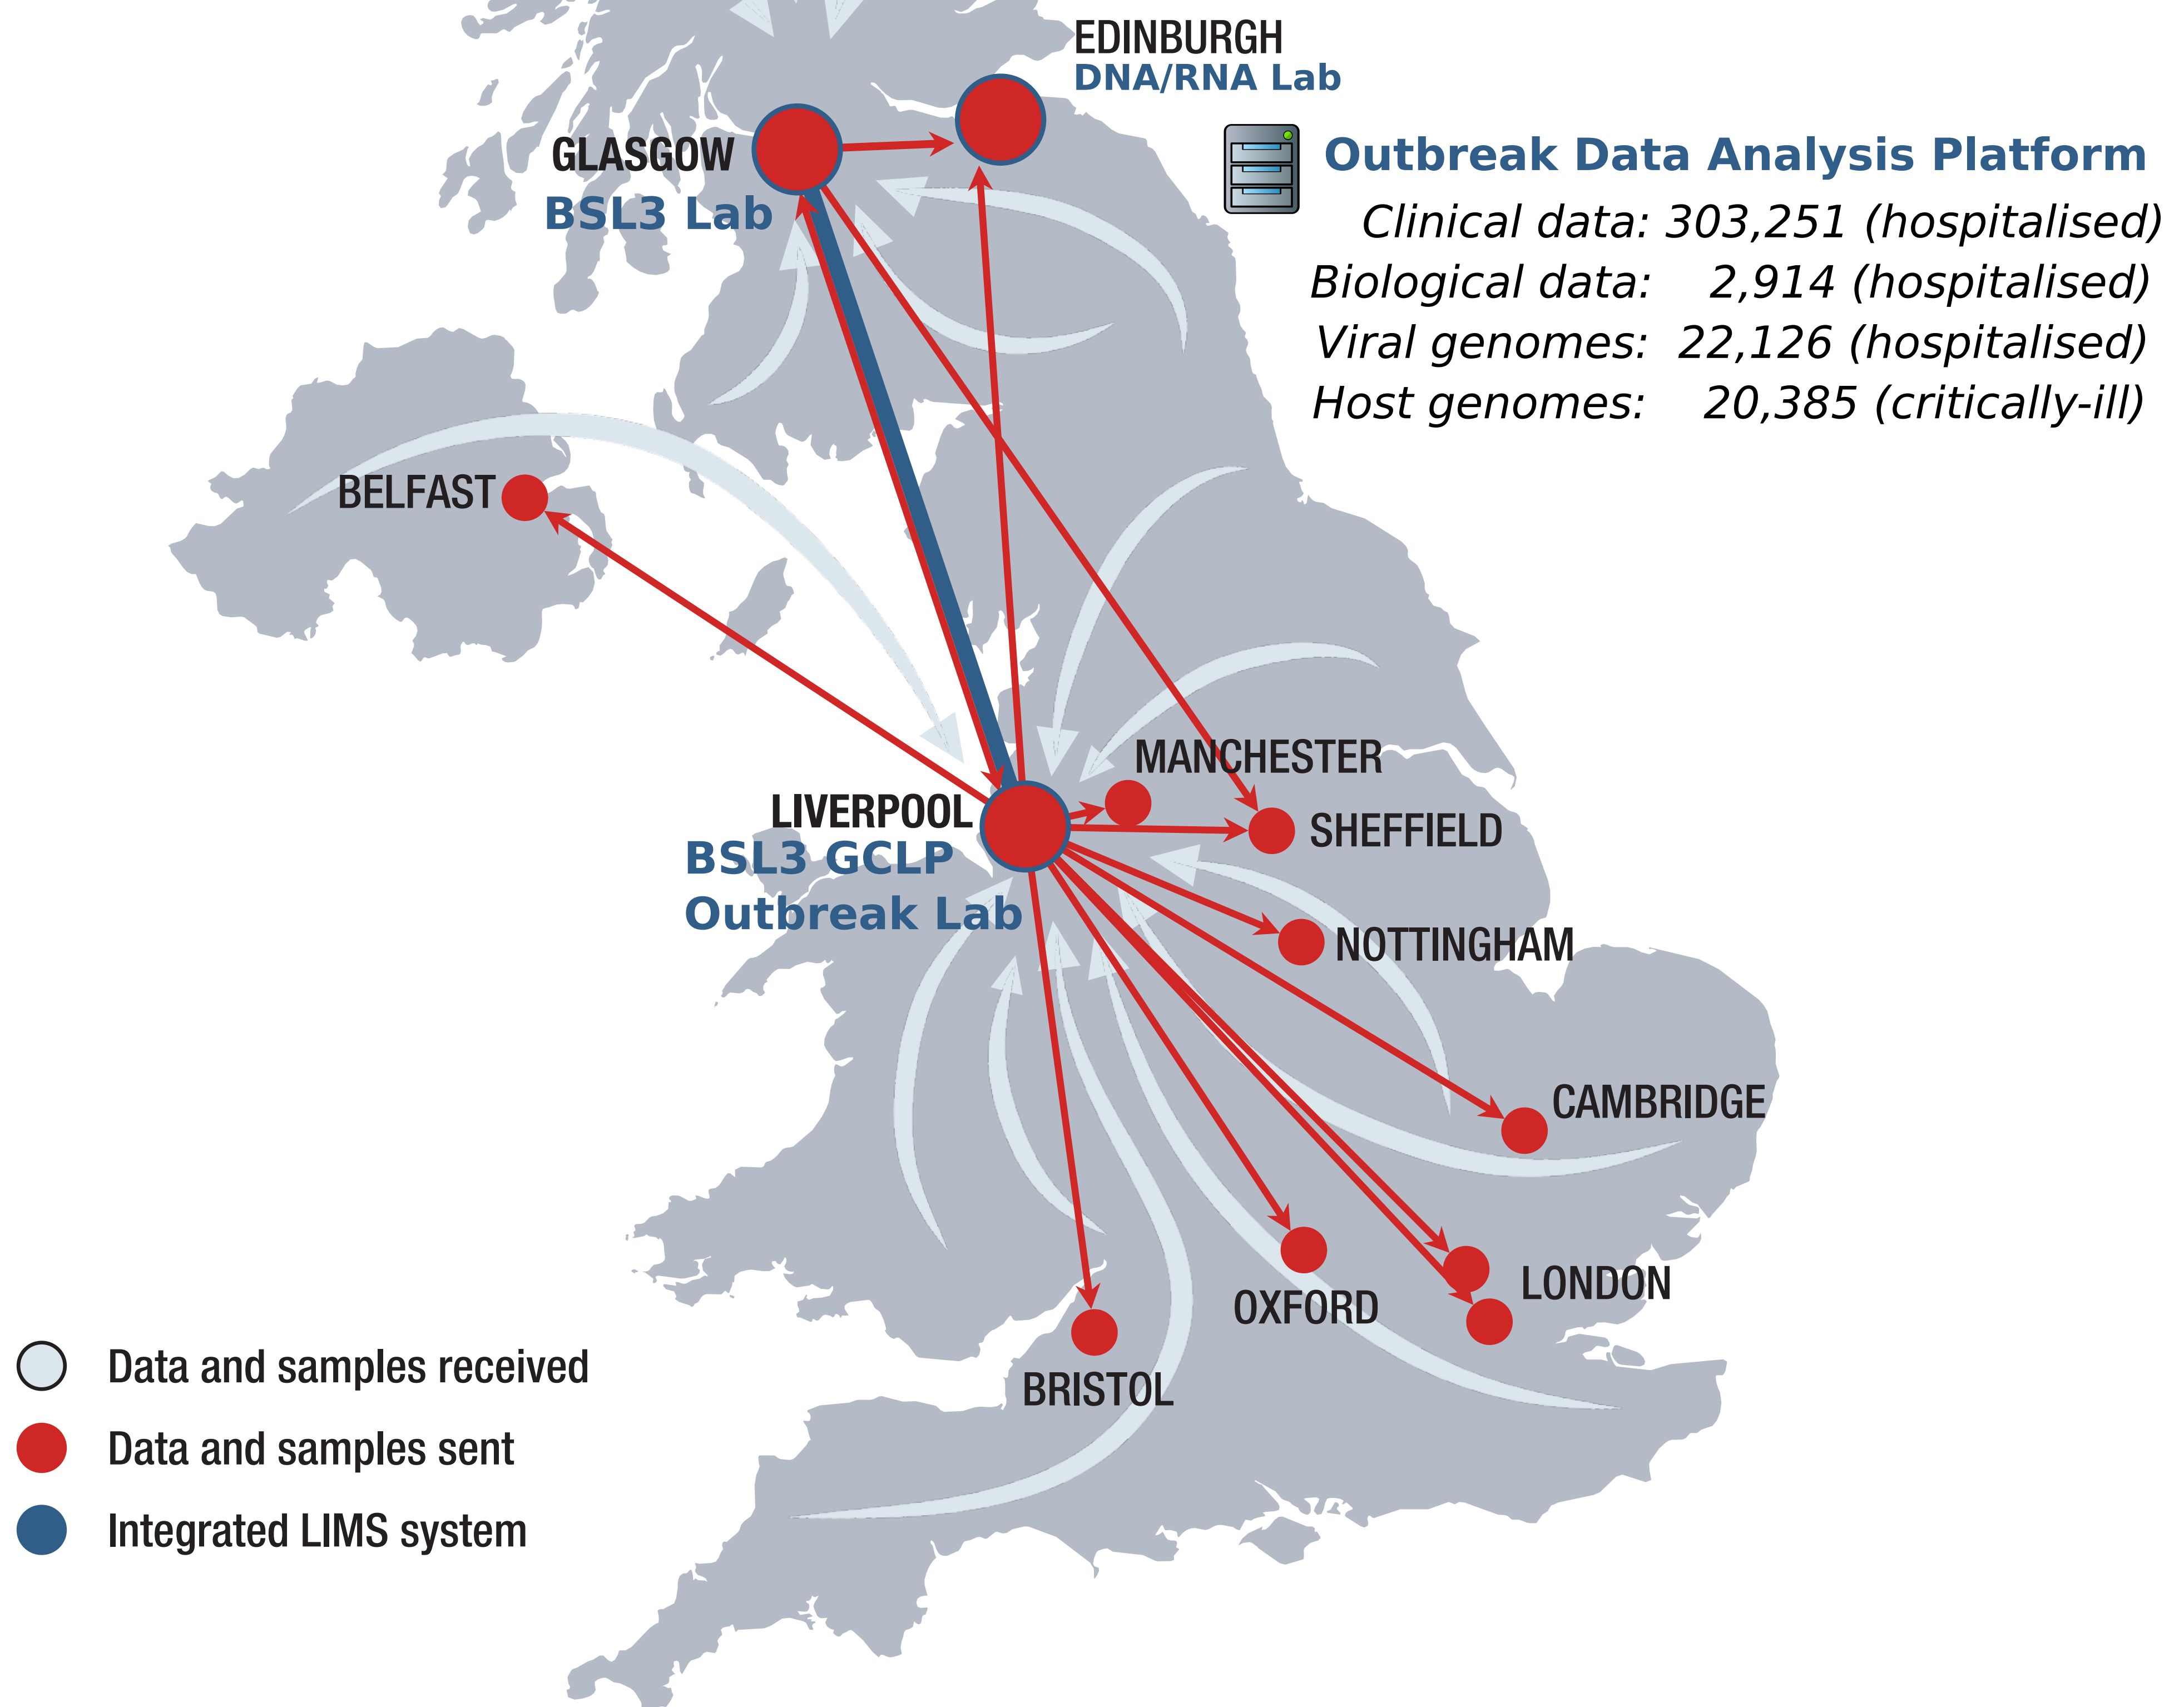 EDINBURGH
DNA/RNA Lab
GLASGOW
BSL3 Lab
Outbreak Data Analysis Platform
Clinical data: 303,251 (hospitalised)
Biological data: 2,914 (hospitalised)
Viral genomes: 22,126 (hospitalised)
Host genomes: 20,385 (critically-ill)
BELFAST
MANCHESTER
LIVERPOOL
BSL3 GCLP
Outbreak Lab
SHEFFIELD
NOTTINGHAM
CAMBRIDGE
LONDON
OXFORD
BRISTOL
Data and samples received
Data and samples sent
Integrated LIMS system